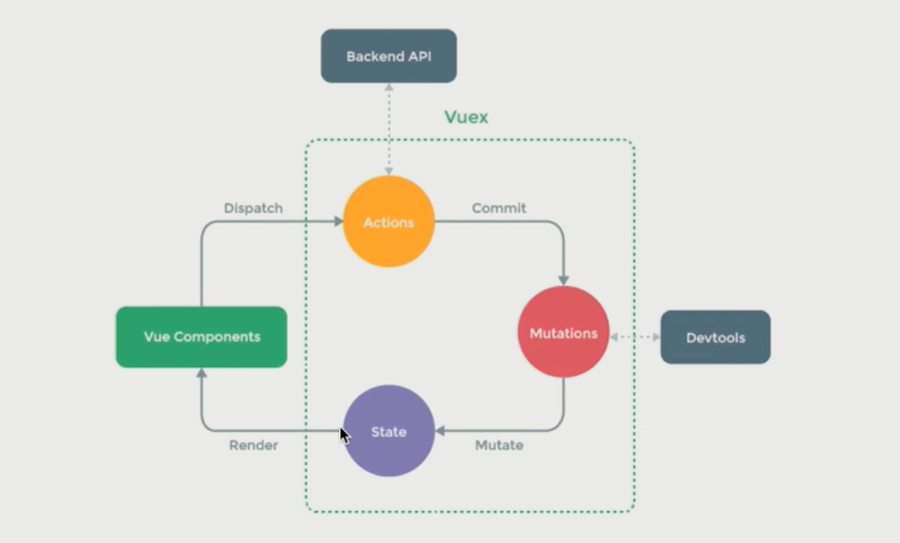 Backend API
Vuex
Dispatch
Actions
Commit
Vue Components
Mutations
Devtools
State
Render
Mutate